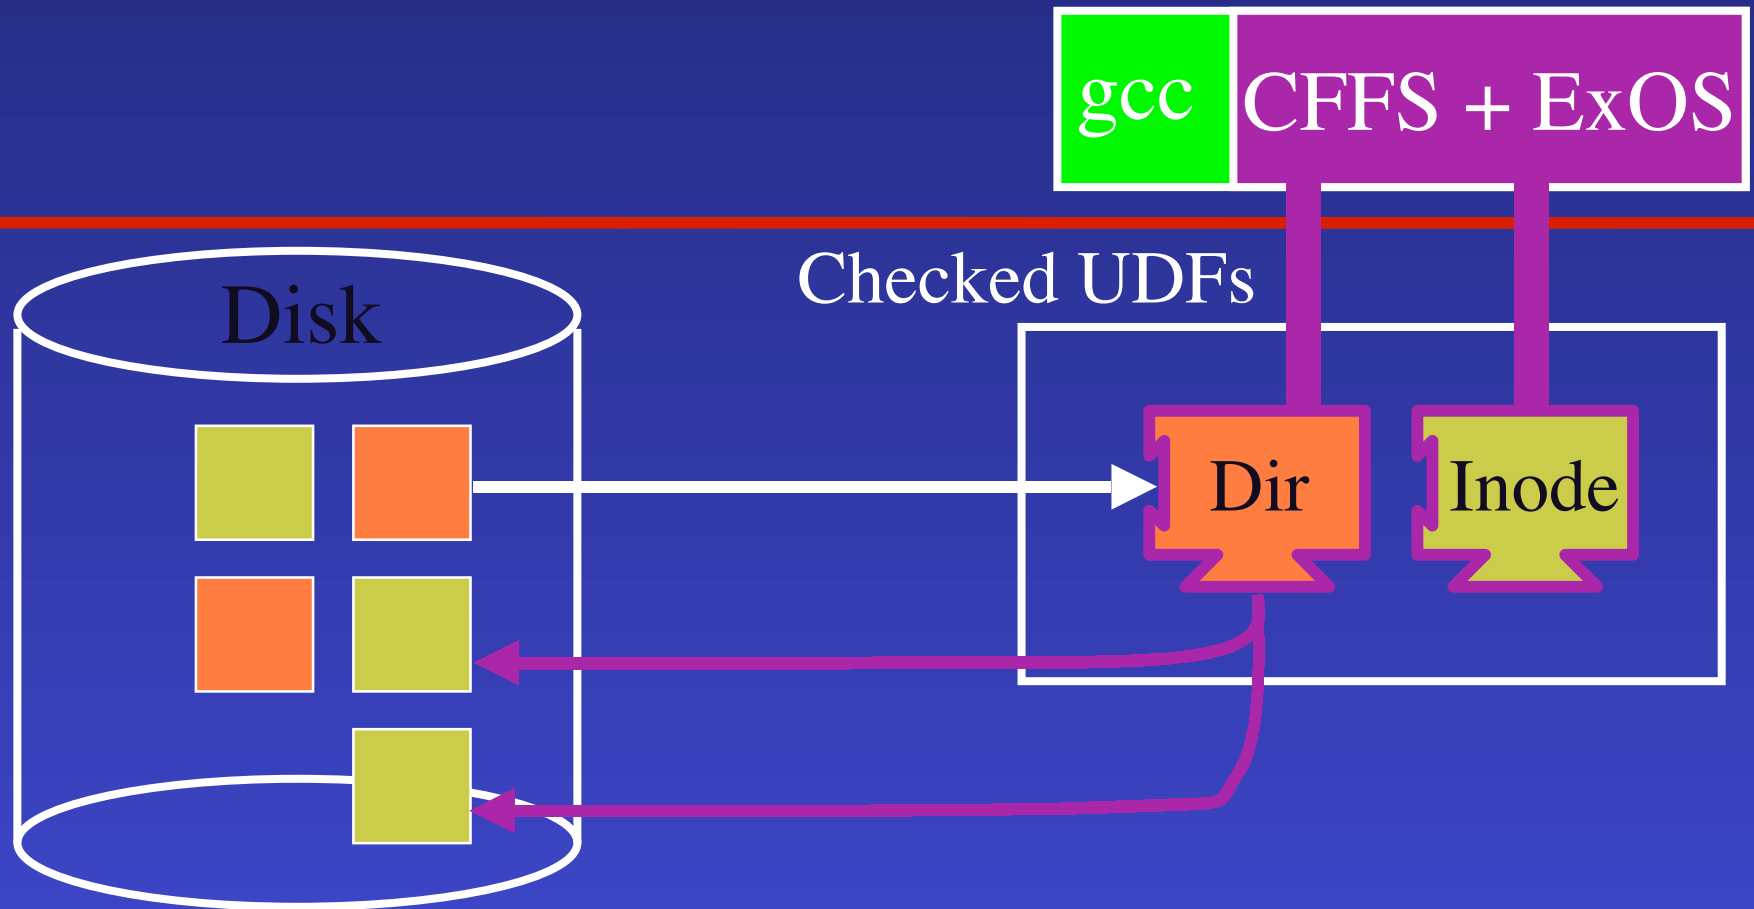 gcc
CFFS + ExOS
Checked UDFs
Disk
Dir
Inode